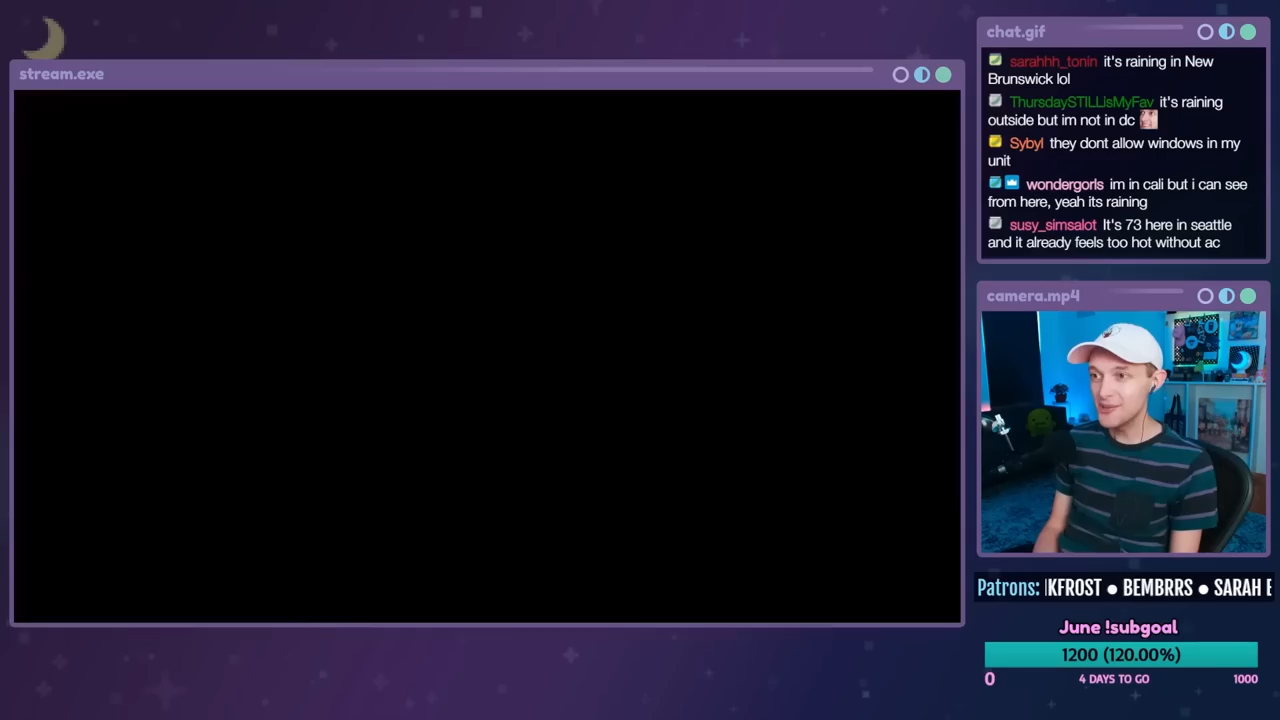 stream.exe
chat.gif
sarahhh_tonin it's raining in New
Brunswick lol
ThursdaySTILLisMyFav it's raining
outside but im not in dc
Sybyl they dont allow windows in my
unit
wondergorls im in cali but i can see
from here, yeah its raining
susy_simsalot It's 73 here in seattle
and it already feels too hot without ac
camera.mp4
Patrons: KFROST ● BEMBRRS ● SARAH
June !subgoal
1200 (120.00%)
0 4 DAYS TO GO 1000